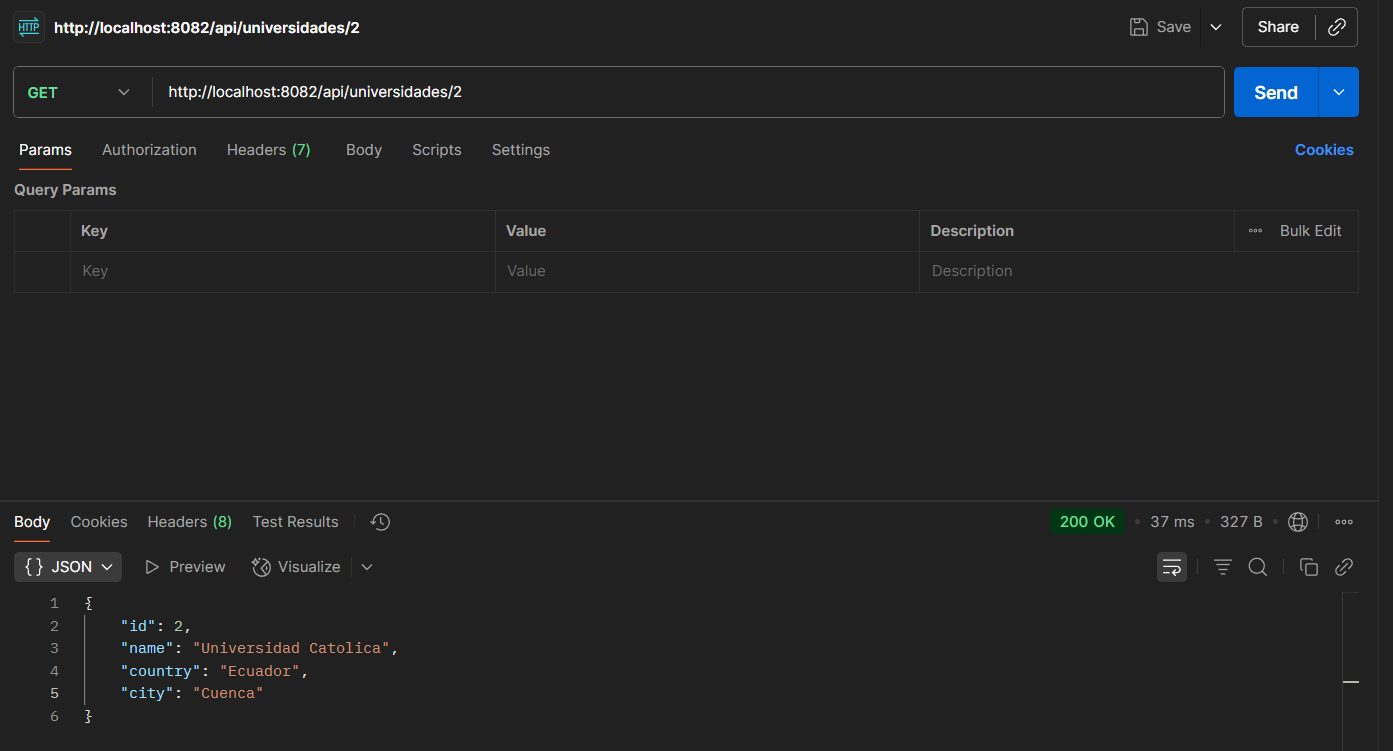 HTTP http://localhost:8082/api/universidades/2 Save Share
GET http://localhost:8082/api/universidades/2 Send
Params Authorization Headers (7) Body Scripts Settings Cookies
Query Params
Key Value Description Bulk Edit
Key Value Description
Body Cookies Headers (8) Test Results 200 OK • 37 ms • 327 B •
{} JSON Preview Visualize
1 {
2 "id": 2,
3 "name": "Universidad Catolica",
4 "country": "Ecuador",
5 "city": "Cuenca"
6 }